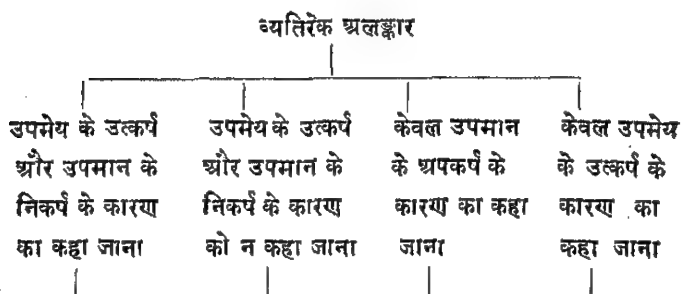 व्यतिरेक अलङ्कार
उपमेय के उत्कर्ष
और उपमान के
निकर्ष के कारण
का कहा जाना
उपमेय के उत्कर्ष
और उपमान के
निकर्ष के कारण
को न कहा जाना
केवल उपमान
के अपकर्ष के
कारण का कहा
जाना
केवल उपमेय
के उत्कर्ष के
कारण का
कहा जाना